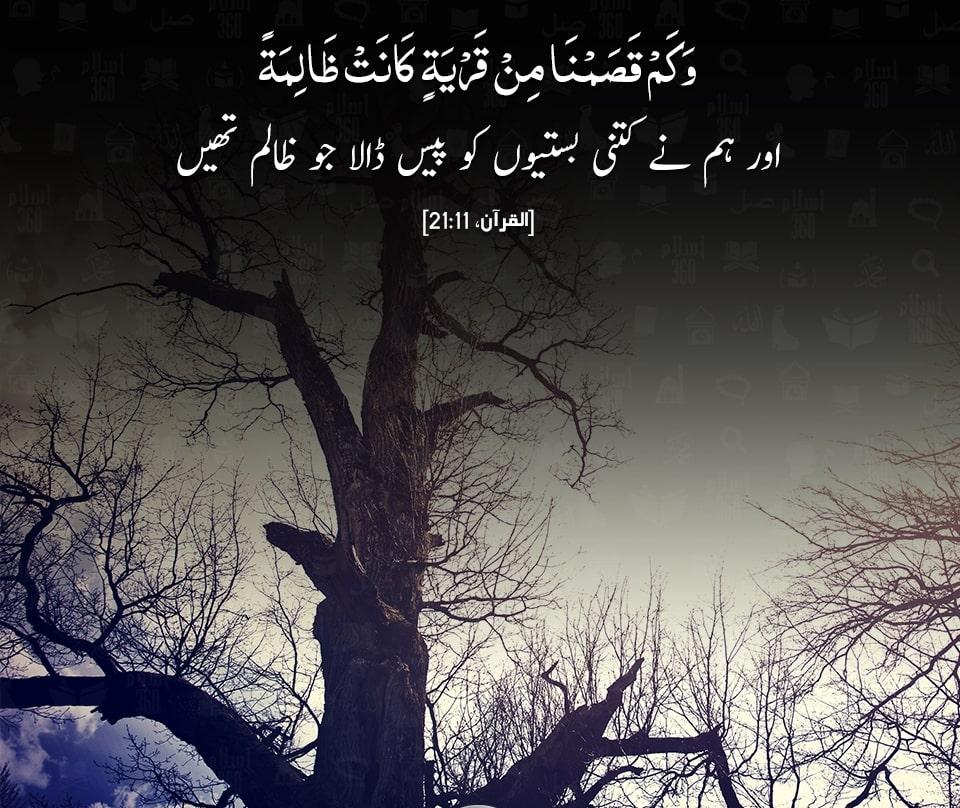 وَكَمْ قَصَمْنَا مِنْ قَرْيَةٍ كَانَتْ ظَالِمَةً
اور ہم نے کتنی بستیوں کو پیس ڈالا جو ظالم تھیں
[القرآن، 21:11]